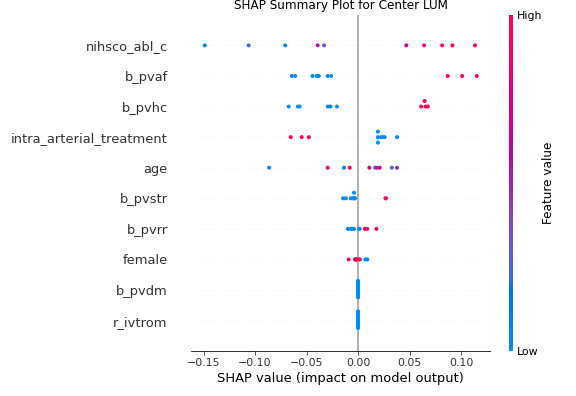 SHAP Summary Plot for Center LUM
High
nihsco_abl_c
b_pvaf
b_pvhc
intra_arterial_treatment
age
b_pvstr
b_pvrr
female
b_pvdm
r_ivtrom
Feature value
Low
−0.15 −0.10 −0.05 0.00 0.05 0.10
SHAP value (impact on model output)